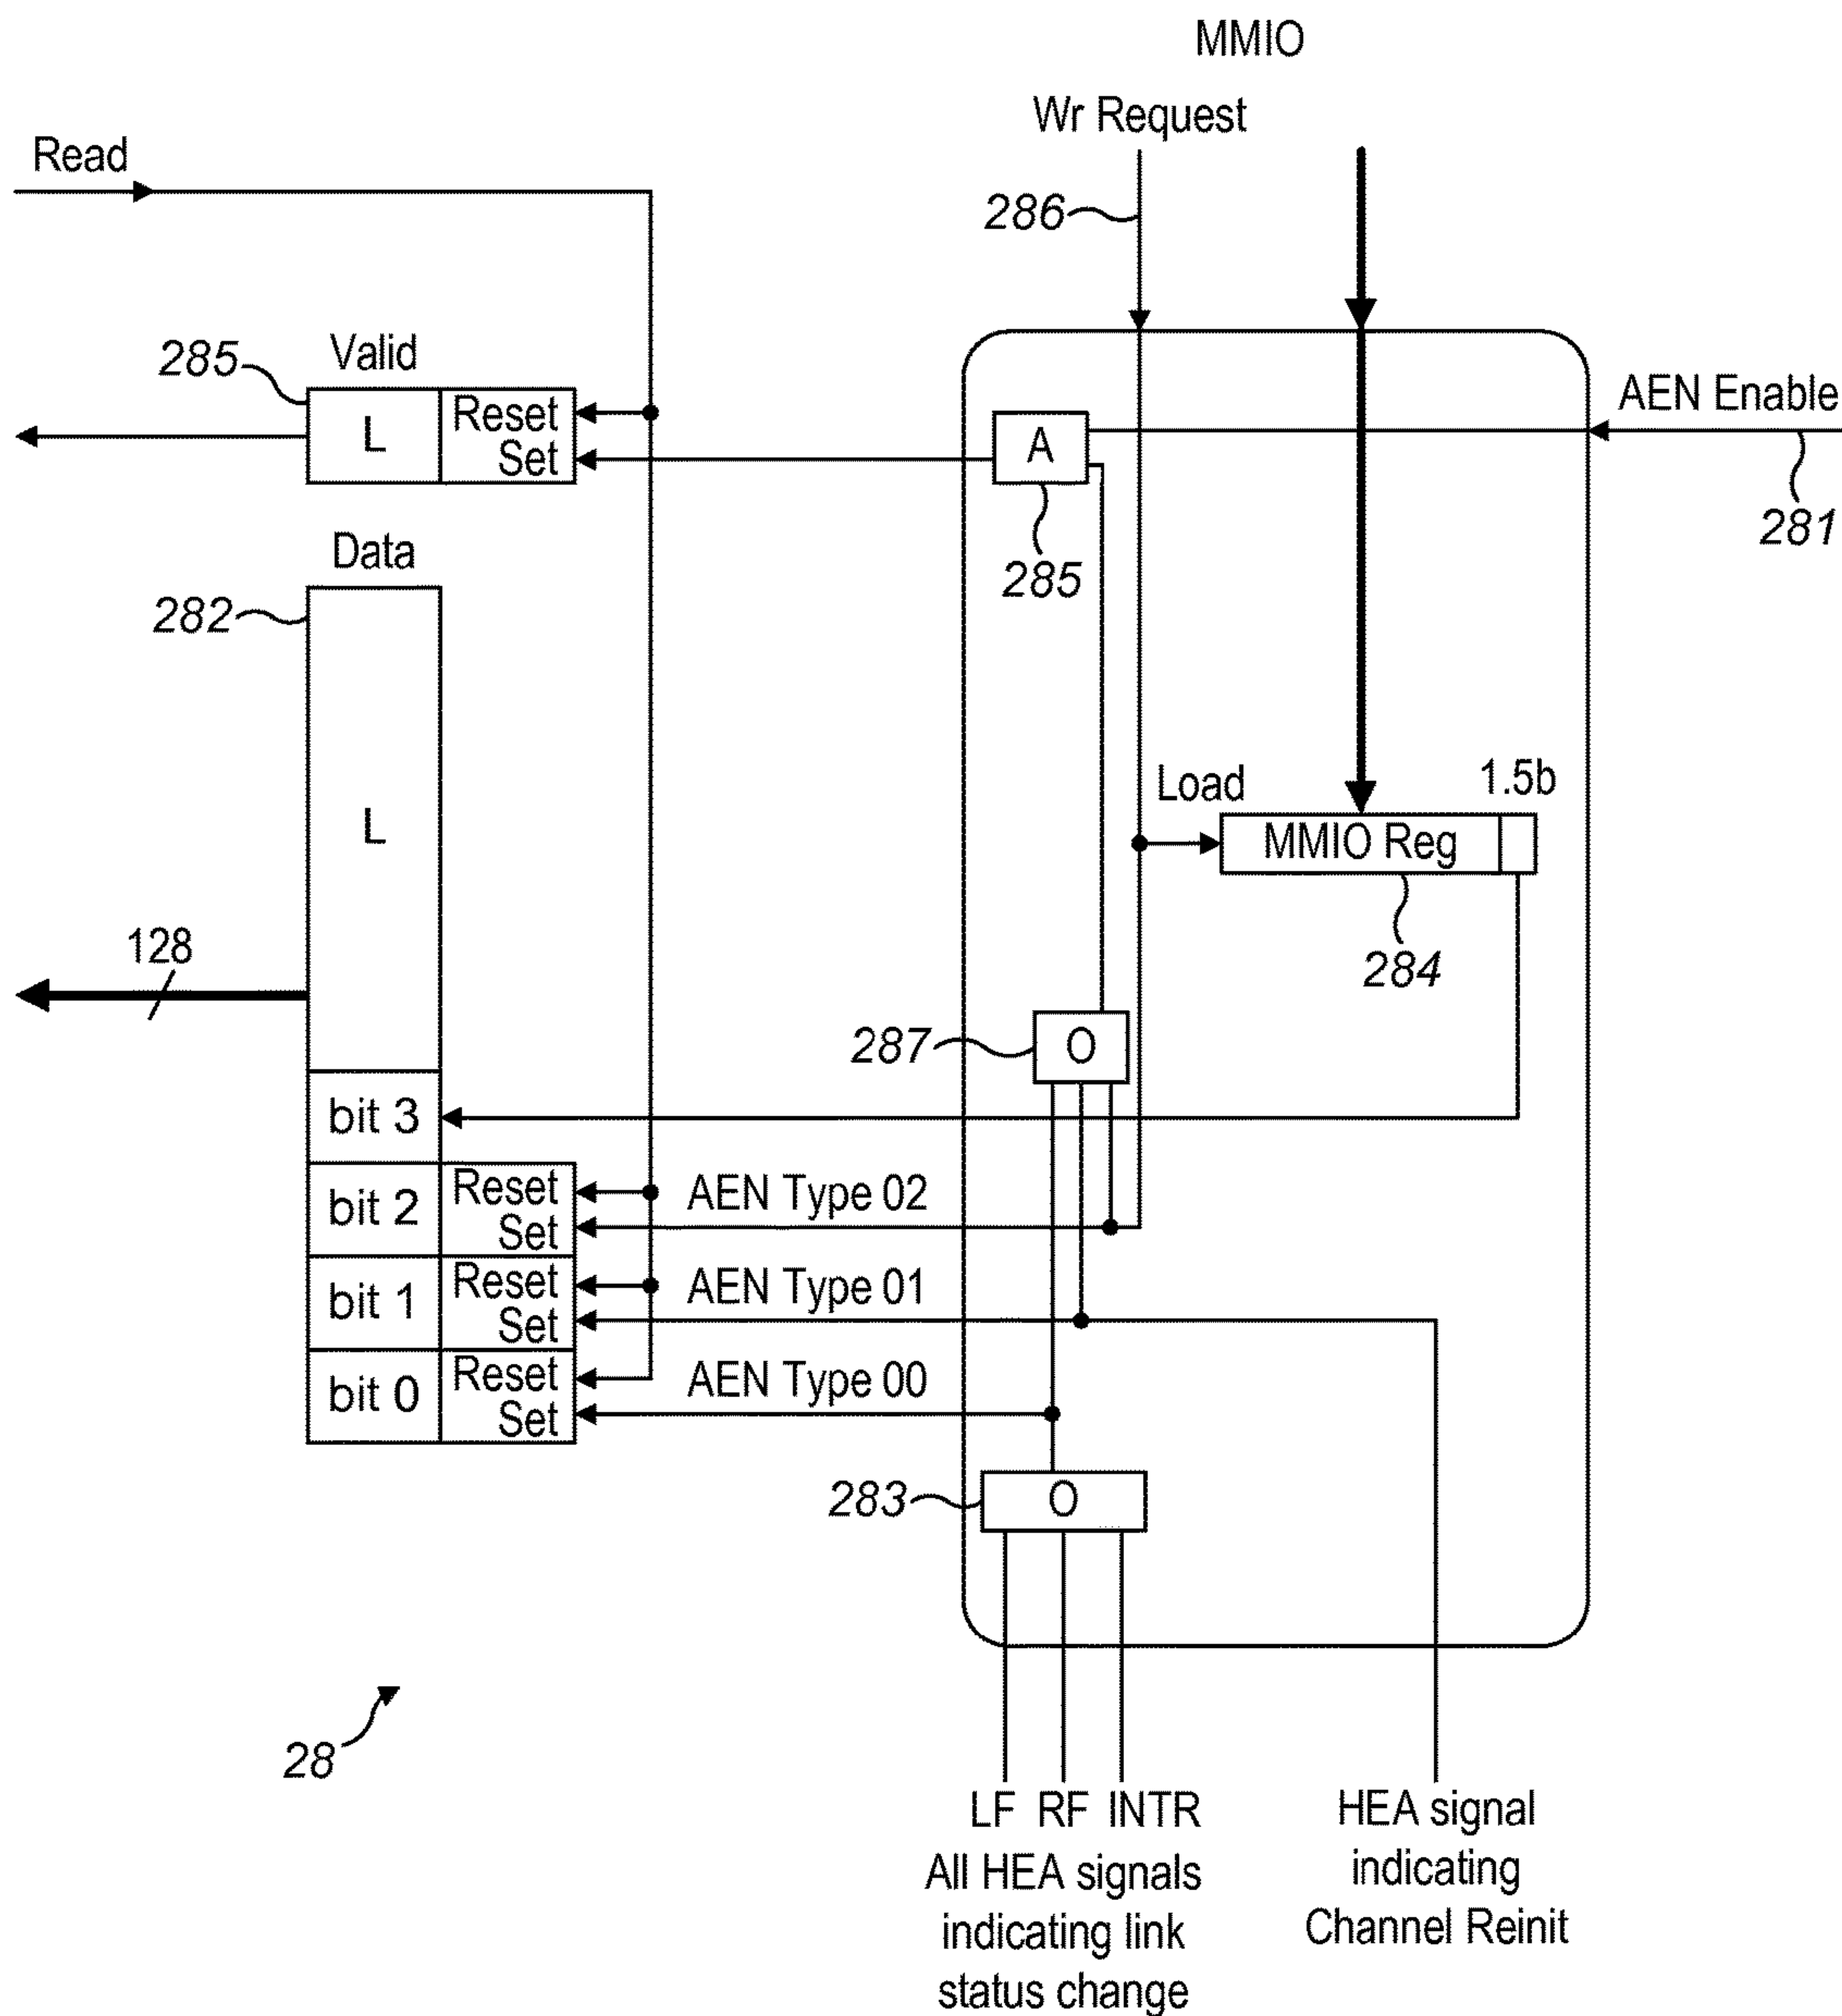 MMIO
Wr Request
Read
286
285
Valid
L
Reset
Set
A
285
AEN Enable
281
Data
282
L
Load
1.5b
MMIO Reg
284
128
287
O
bit 3
bit 2
Reset
Set
AEN Type 02
bit 1
Reset
Set
AEN Type 01
bit 0
Reset
Set
AEN Type 00
283
O
28
LF RF INTR
All HEA signals
indicating link
status change
HEA signal
indicating
Channel Reinit